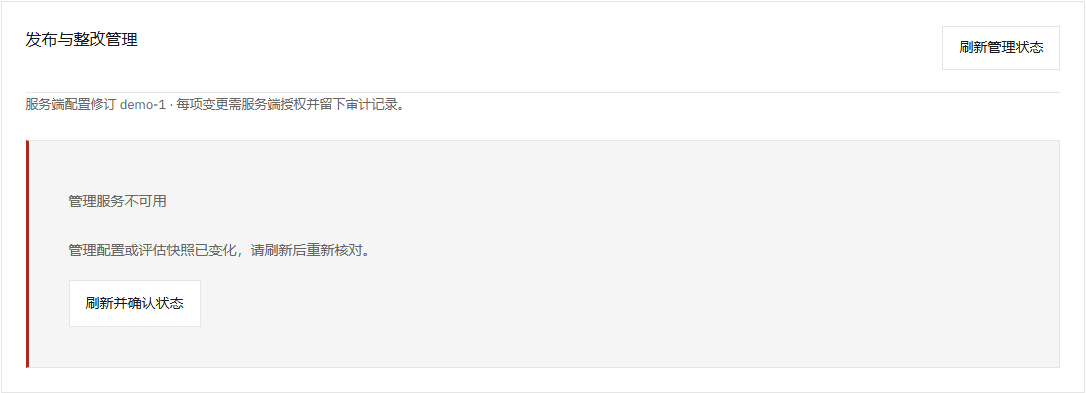 发布与整改管理
刷新管理状态
服务端配置修订 demo-1 · 每项变更需服务端授权并留下审计记录。
管理服务不可用
管理配置或评估快照已变化，请刷新后重新核对。
刷新并确认状态